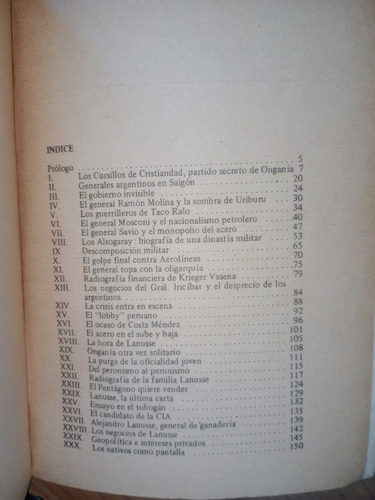 INDICE
Prólogo 5
I. Los Cursillos de Cristiandad, partido secreto de Onganía 7
II. Generales argentinos en Saigón 20
III. El gobierno invisible 24
IV. El general Ramón Molina y la sombra de Uriburu 30
V. Los guerrilleros de Taco Ralo 34
VI. El general Mosconi y el nacionalismo petrolero 40
VII. El general Savio y el monopolio del acero 47
VIII. Los Alsogaray: biografía de una dinastía militar 53
IX. Descomposición militar 65
X. El golpe final contra Aerolíneas 70
XI. El general topa con la oligarquía 75
XII. Radiografía financiera de Krieger Vasena 79
XIII. Los negocios del Gral. Iricíbar y el desprecio de los
argentinos 84
XIV La crisis entra en escena 88
XV. El "lobby" peruano 92
XVI. El ocaso de Costa Méndez 96
XVII. El acero en el sube y baja 101
XVIII. La hora de Lanusse 105
XIX. Onganía otra vez solitario 108
XX. La purga de la oficialidad joven 111
XXI. Del peronismo al peronismo 115
XXII. Radiografía de la familia Lanusse 118
XXIII. El Pentágono quiere vender 122
XXIV. Lanusse, la última carta 129
XXV. Ensayo en el tobogán 132
XXVI. El candidato de la CIA 135
XXVII. Alejandro Lanusse, general de ganadería 139
XXVIII. Los negocios de Lanusse 142
XXIX. Geopolítica e intereses privados 145
XXX. Los nativos como pantalla 150